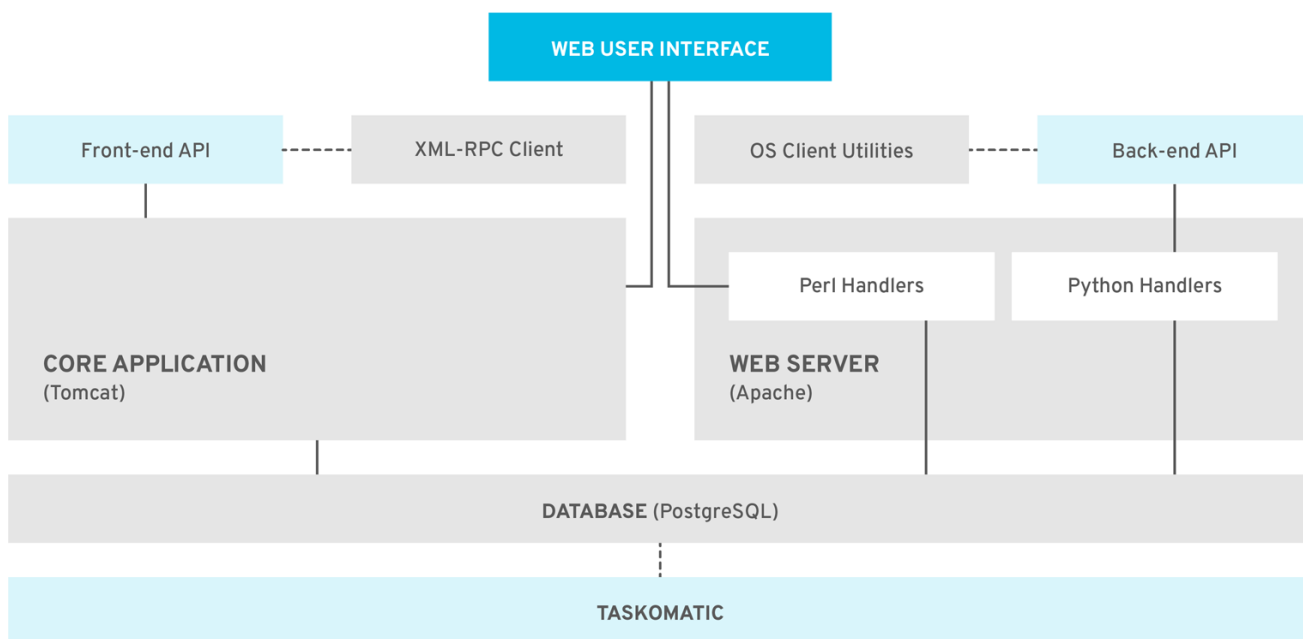 WEB USER INTERFACE
Front-end API
XML-RPC Client
OS Client Utilities
Back-end API
Perl Handlers
Python Handlers
CORE APPLICATION
(Tomcat)
WEB SERVER
(Apache)
DATABASE (PostgreSQL)
TASKOMATIC